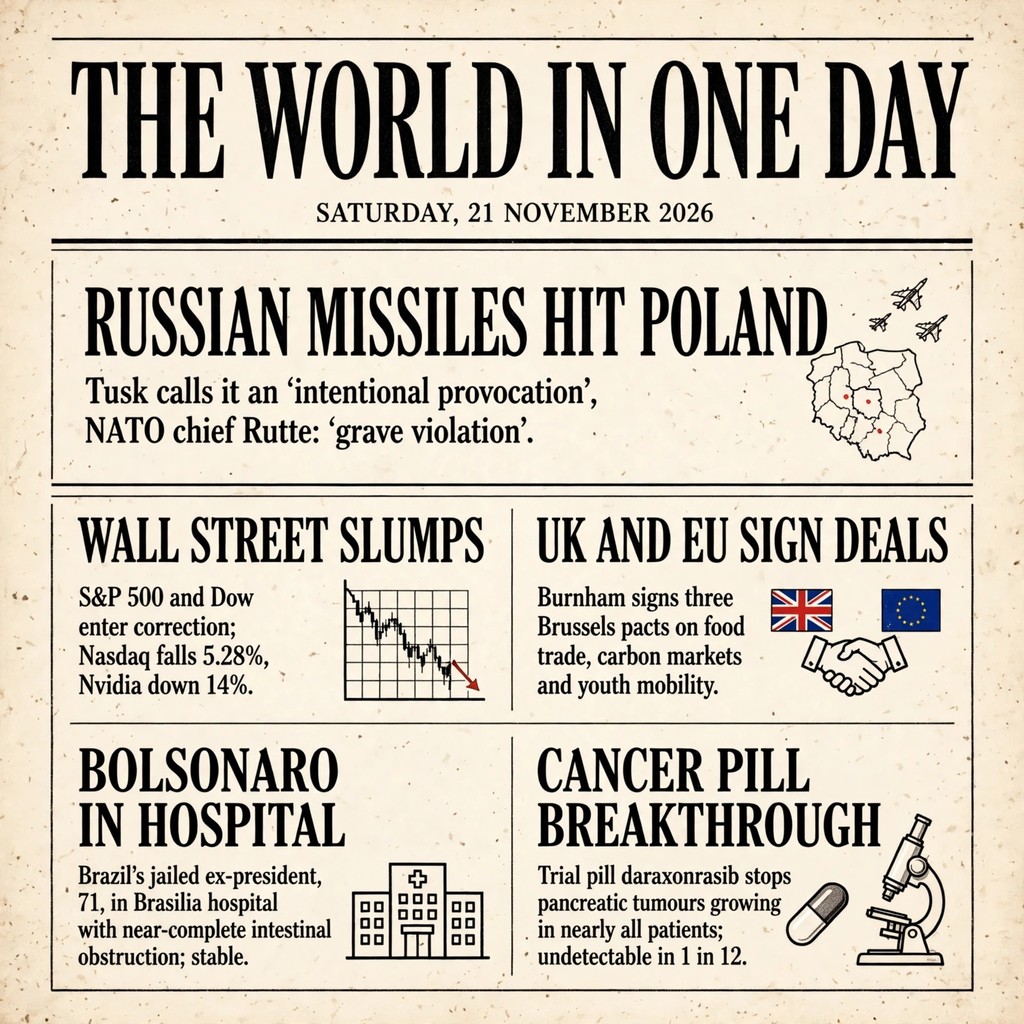 THE WORLD IN ONE DAY
SATURDAY, 21 NOVEMBER 2026
RUSSIAN MISSILES HIT POLAND
Tusk calls it an ‘intentional provocation’,
NATO chief Rutte: ‘grave violation’.
WALL STREET SLUMPS
S&P 500 and Dow
enter correction;
Nasdaq falls 5.28%,
Nvidia down 14%.
UK AND EU SIGN DEALS
Burnham signs three
Brussels pacts on food
trade, carbon markets
and youth mobility.
BOLSONARO
IN HOSPITAL
Brazil’s jailed ex-president,
71, in Brasilia hospital
with near-complete intestinal
obstruction; stable.
CANCER PILL
BREAKTHROUGH
Trial pill daraxonrasib stops
pancreatic tumours growing
in nearly all patients;
undetectable in 1 in 12.